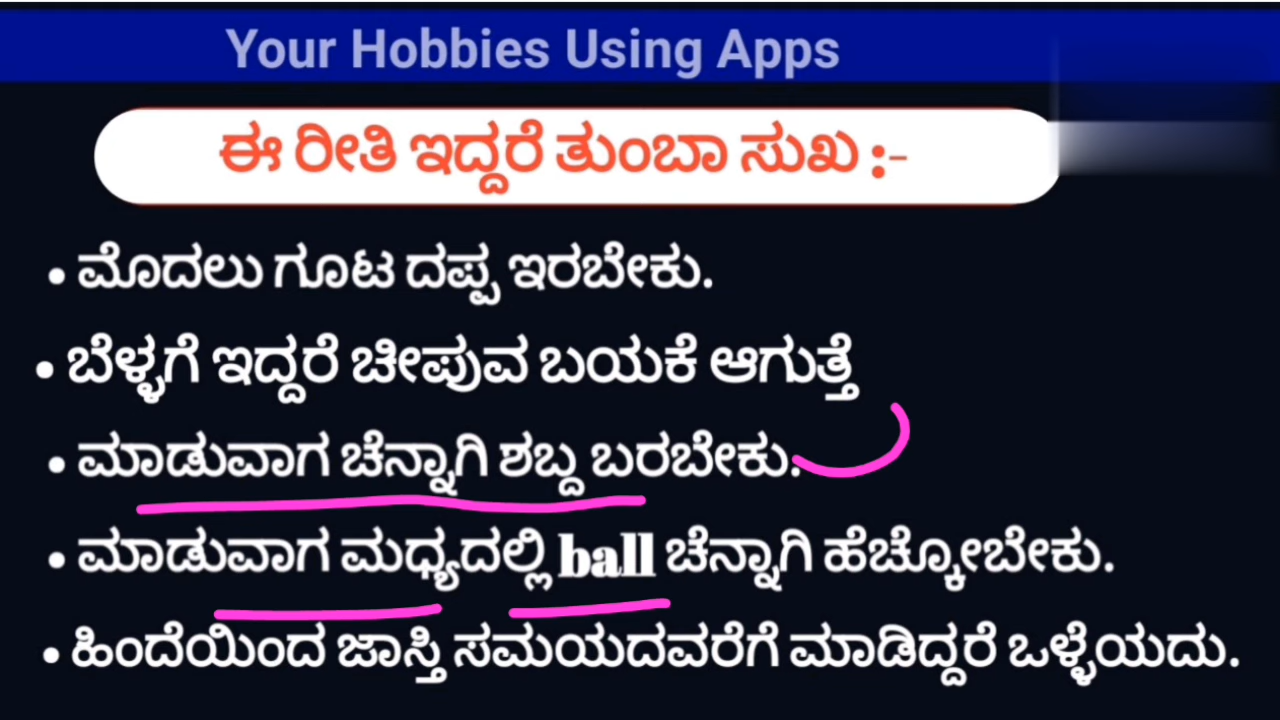 Your Hobbies Using Apps
ಈ ರೀತಿ ಇದ್ದರೆ ತುಂಬಾ ಸುಖ :-
• ಮೊದಲು ಗೂಟ ದಪ್ಪ ಇರಬೇಕು.
• ಬೆಳ್ಳಗೆ ಇದ್ದರೆ ಚೀಪುವ ಬಯಕೆ ಆಗುತ್ತೆ
• ಮಾಡುವಾಗ ಚೆನ್ನಾಗಿ ಶಬ್ದ ಬರಬೇಕು.
• ಮಾಡುವಾಗ ಮಧ್ಯದಲ್ಲಿ ball ಚೆನ್ನಾಗಿ ಹೆಚ್ಕೋಬೇಕು.
• ಹಿಂದೆಯಿಂದ ಜಾಸ್ತಿ ಸಮಯದವರೆಗೆ ಮಾಡಿದ್ದರೆ ಒಳ್ಳೆಯದು.